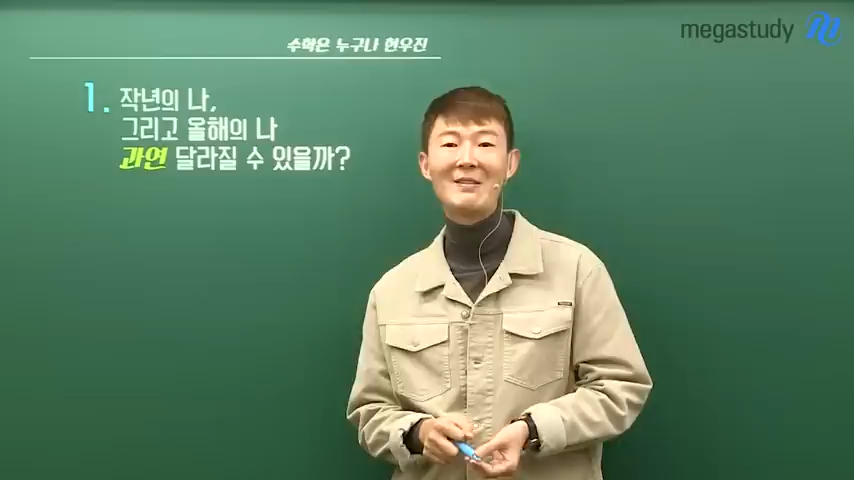 megastudy
수학은 누구나 현우진
1. 작년의 나,
그리고 올해의 나
과연 달라질 수 있을까?